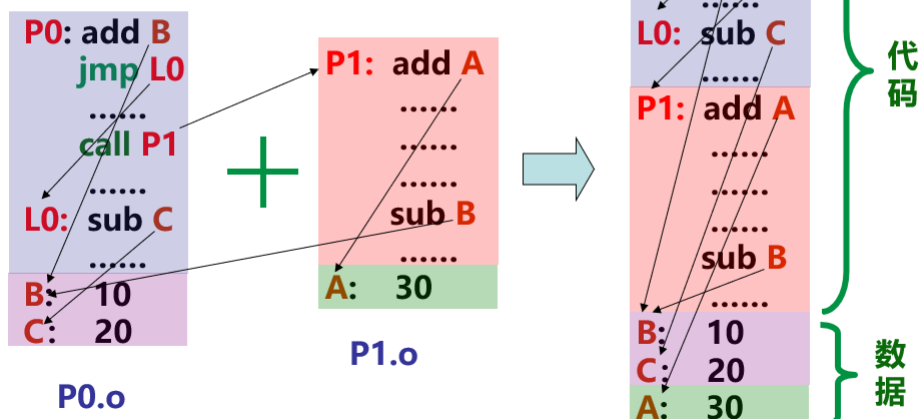 P0: add B
jmp L0
......
call P1
......
L0: sub C
......
B: 10
C: 20
P0.o
P1: add A
......
......
......
sub B
......
A: 30
P1.o
......
L0: sub C
......
P1: add A
......
......
......
sub B
......
B: 10
C: 20
A: 30
代码
数据